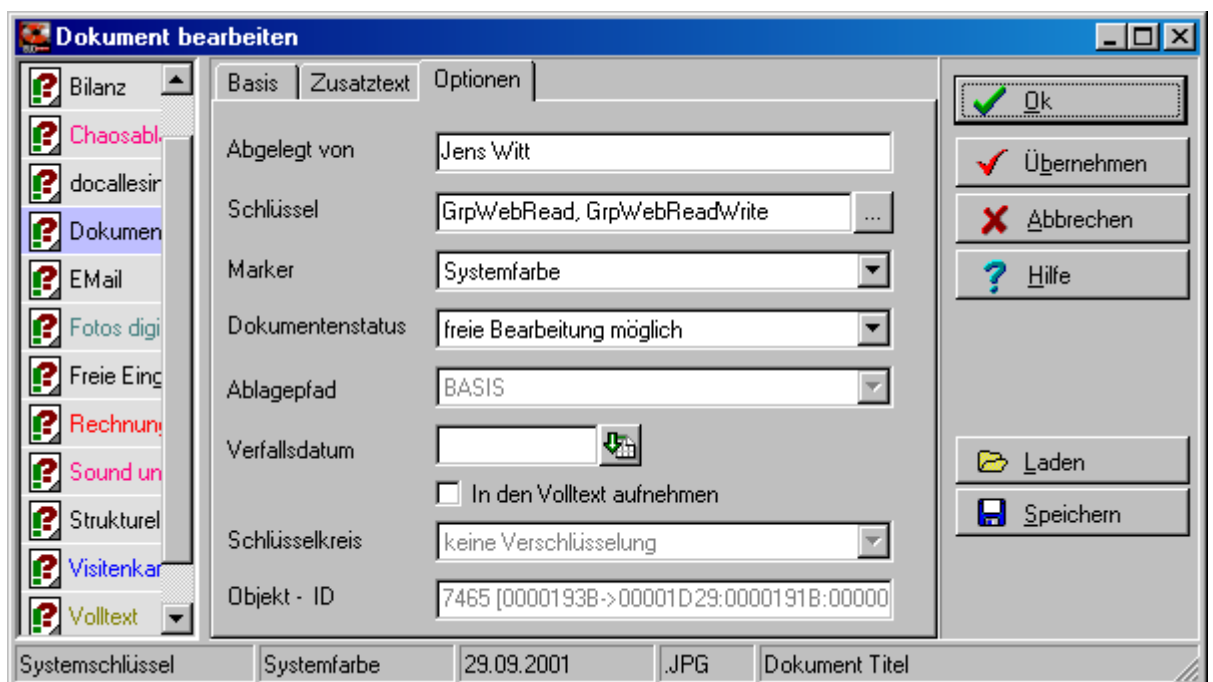 Dokument bearbeiten
Bilanz
Chaosabl
docallesin
Dokumen
EMail
Fotos digi
Freie Eing
Rechnung
Sound un
Strukturel
Visitenkar
Volltext
Basis Zusatztext Optionen
Abgelegt von Jens Witt
Schlüssel GrpWebRead, GrpWebReadWrite ...
Marker Systemfarbe
Dokumentenstatus freie Bearbeitung möglich
Ablagepfad BASIS
Verfallsdatum
In den Volltext aufnehmen
Schlüsselkreis keine Verschlüsselung
Objekt - ID 7465 [0000193B->00001D29:0000191B:00000
Ok
Übernehmen
Abbrechen
Hilfe
Laden
Speichern
Systemschlüssel Systemfarbe 29.09.2001 .JPG Dokument Titel